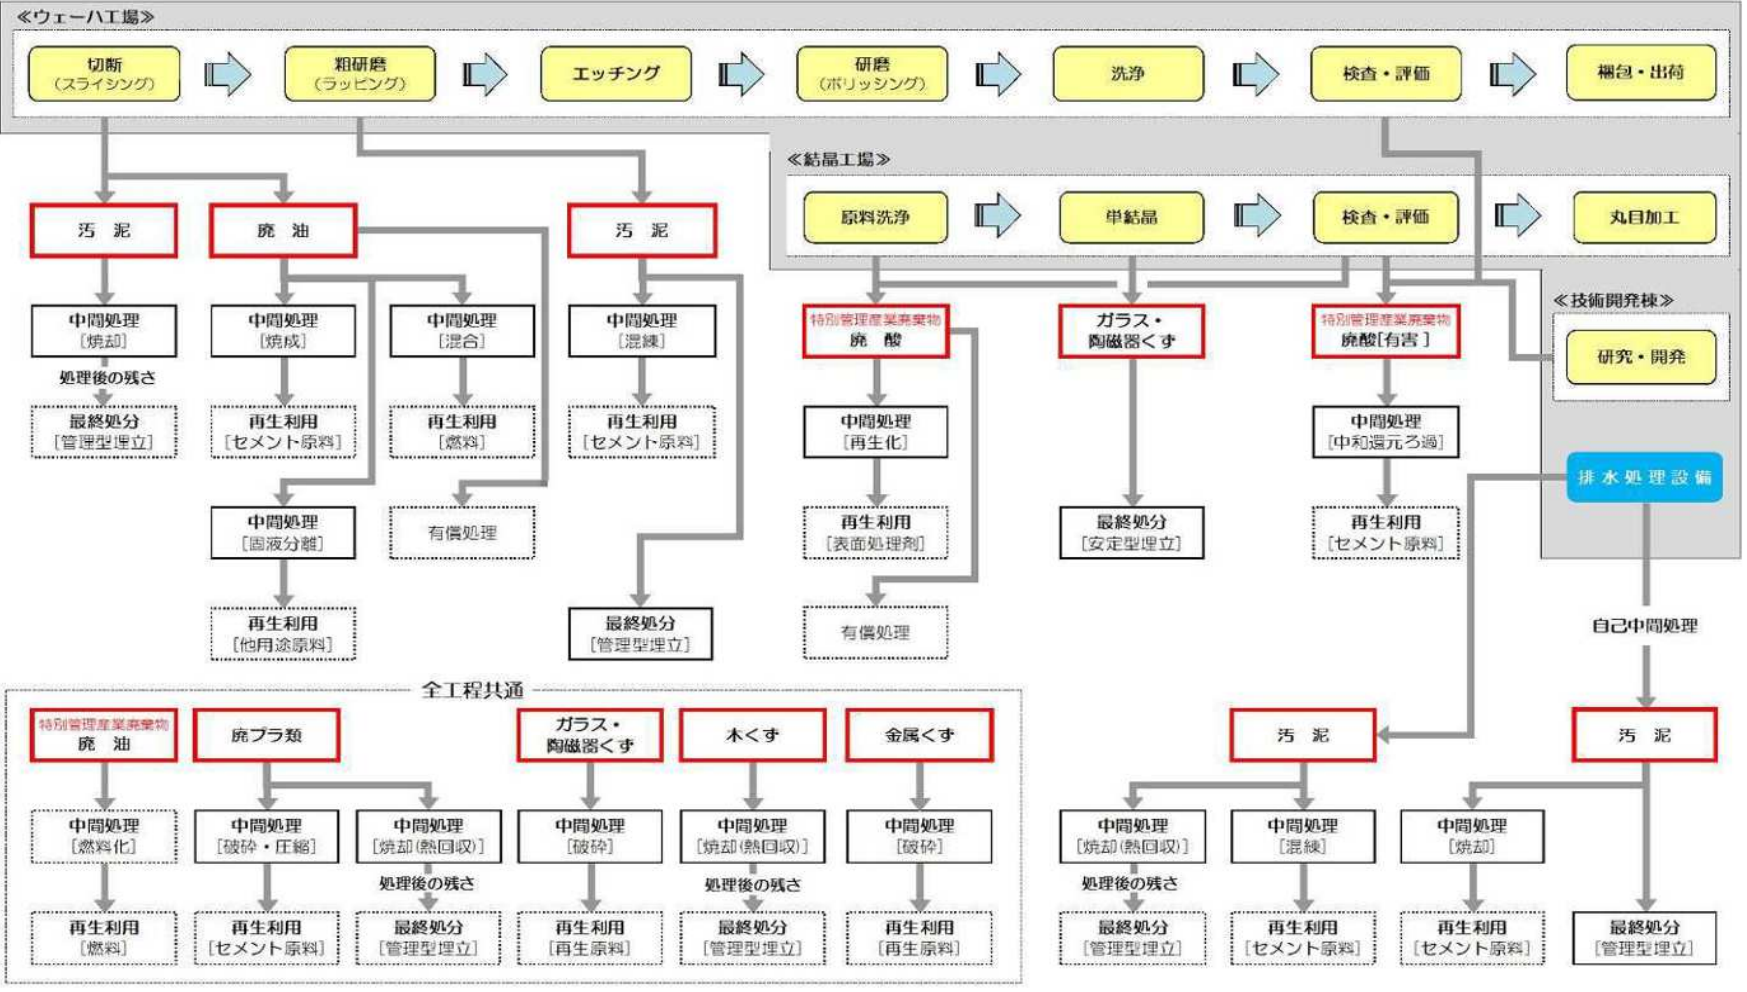 ≪ウェーハ工場≫
切断
(スライシング)
粗研磨
(ラッピング)
エッチング
研磨
(ポリッシング)
洗浄
検査・評価
梱包・出荷
≪結晶工場≫
原料洗浄
単結晶
検査・評価
丸目加工
≪技術開発棟≫
研究・開発
排水処理設備
汚 泥
廃 油
汚 泥
中間処理
[焼却]
中間処理
[焼成]
中間処理
[混合]
中間処理
[混練]
特別管理産業廃棄物
廃 酸
ガラス・
陶磁器くず
特別管理産業廃棄物
廃酸[有害]
処理後の残さ
最終処分
[管理型埋立]
再生利用
[セメント原料]
再生利用
[燃料]
再生利用
[セメント原料]
中間処理
[再生化]
中間処理
[中和還元ろ過]
中間処理
[固液分離]
有償処理
再生利用
[表面処理剤]
最終処分
[安定型埋立]
再生利用
[セメント原料]
再生利用
[他用途原料]
最終処分
[管理型埋立]
有償処理
自己中間処理
全工程共通
特別管理産業廃棄物
廃 油
廃プラ類
ガラス・
陶磁器くず
木くず
金属くず
汚 泥
汚 泥
中間処理
[燃料化]
中間処理
[破砕・圧縮]
中間処理
[焼却(熱回収)]
中間処理
[破砕]
中間処理
[焼却(熱回収)]
中間処理
[破砕]
中間処理
[焼却(熱回収)]
中間処理
[混練]
中間処理
[焼却]
処理後の残さ
処理後の残さ
処理後の残さ
再生利用
[燃料]
再生利用
[セメント原料]
最終処分
[管理型埋立]
再生利用
[再生原料]
最終処分
[管理型埋立]
再生利用
[再生原料]
最終処分
[管理型埋立]
再生利用
[セメント原料]
再生利用
[セメント原料]
最終処分
[管理型埋立]